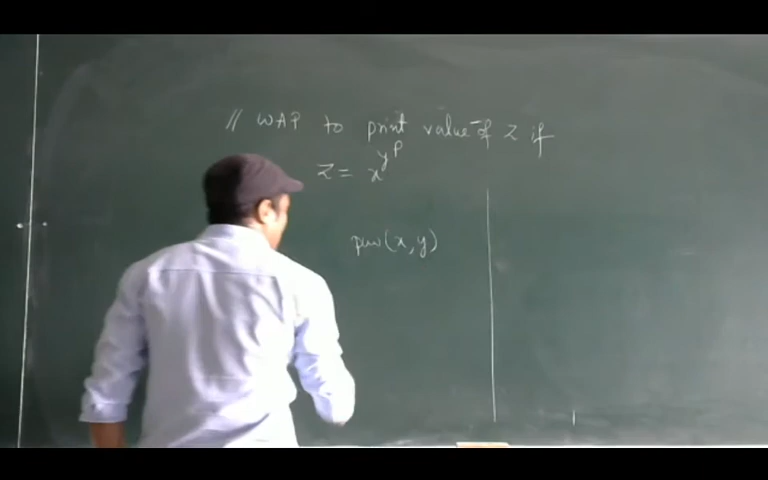 // WAP to print value of z if
z = x^y^p
pow(x,y)